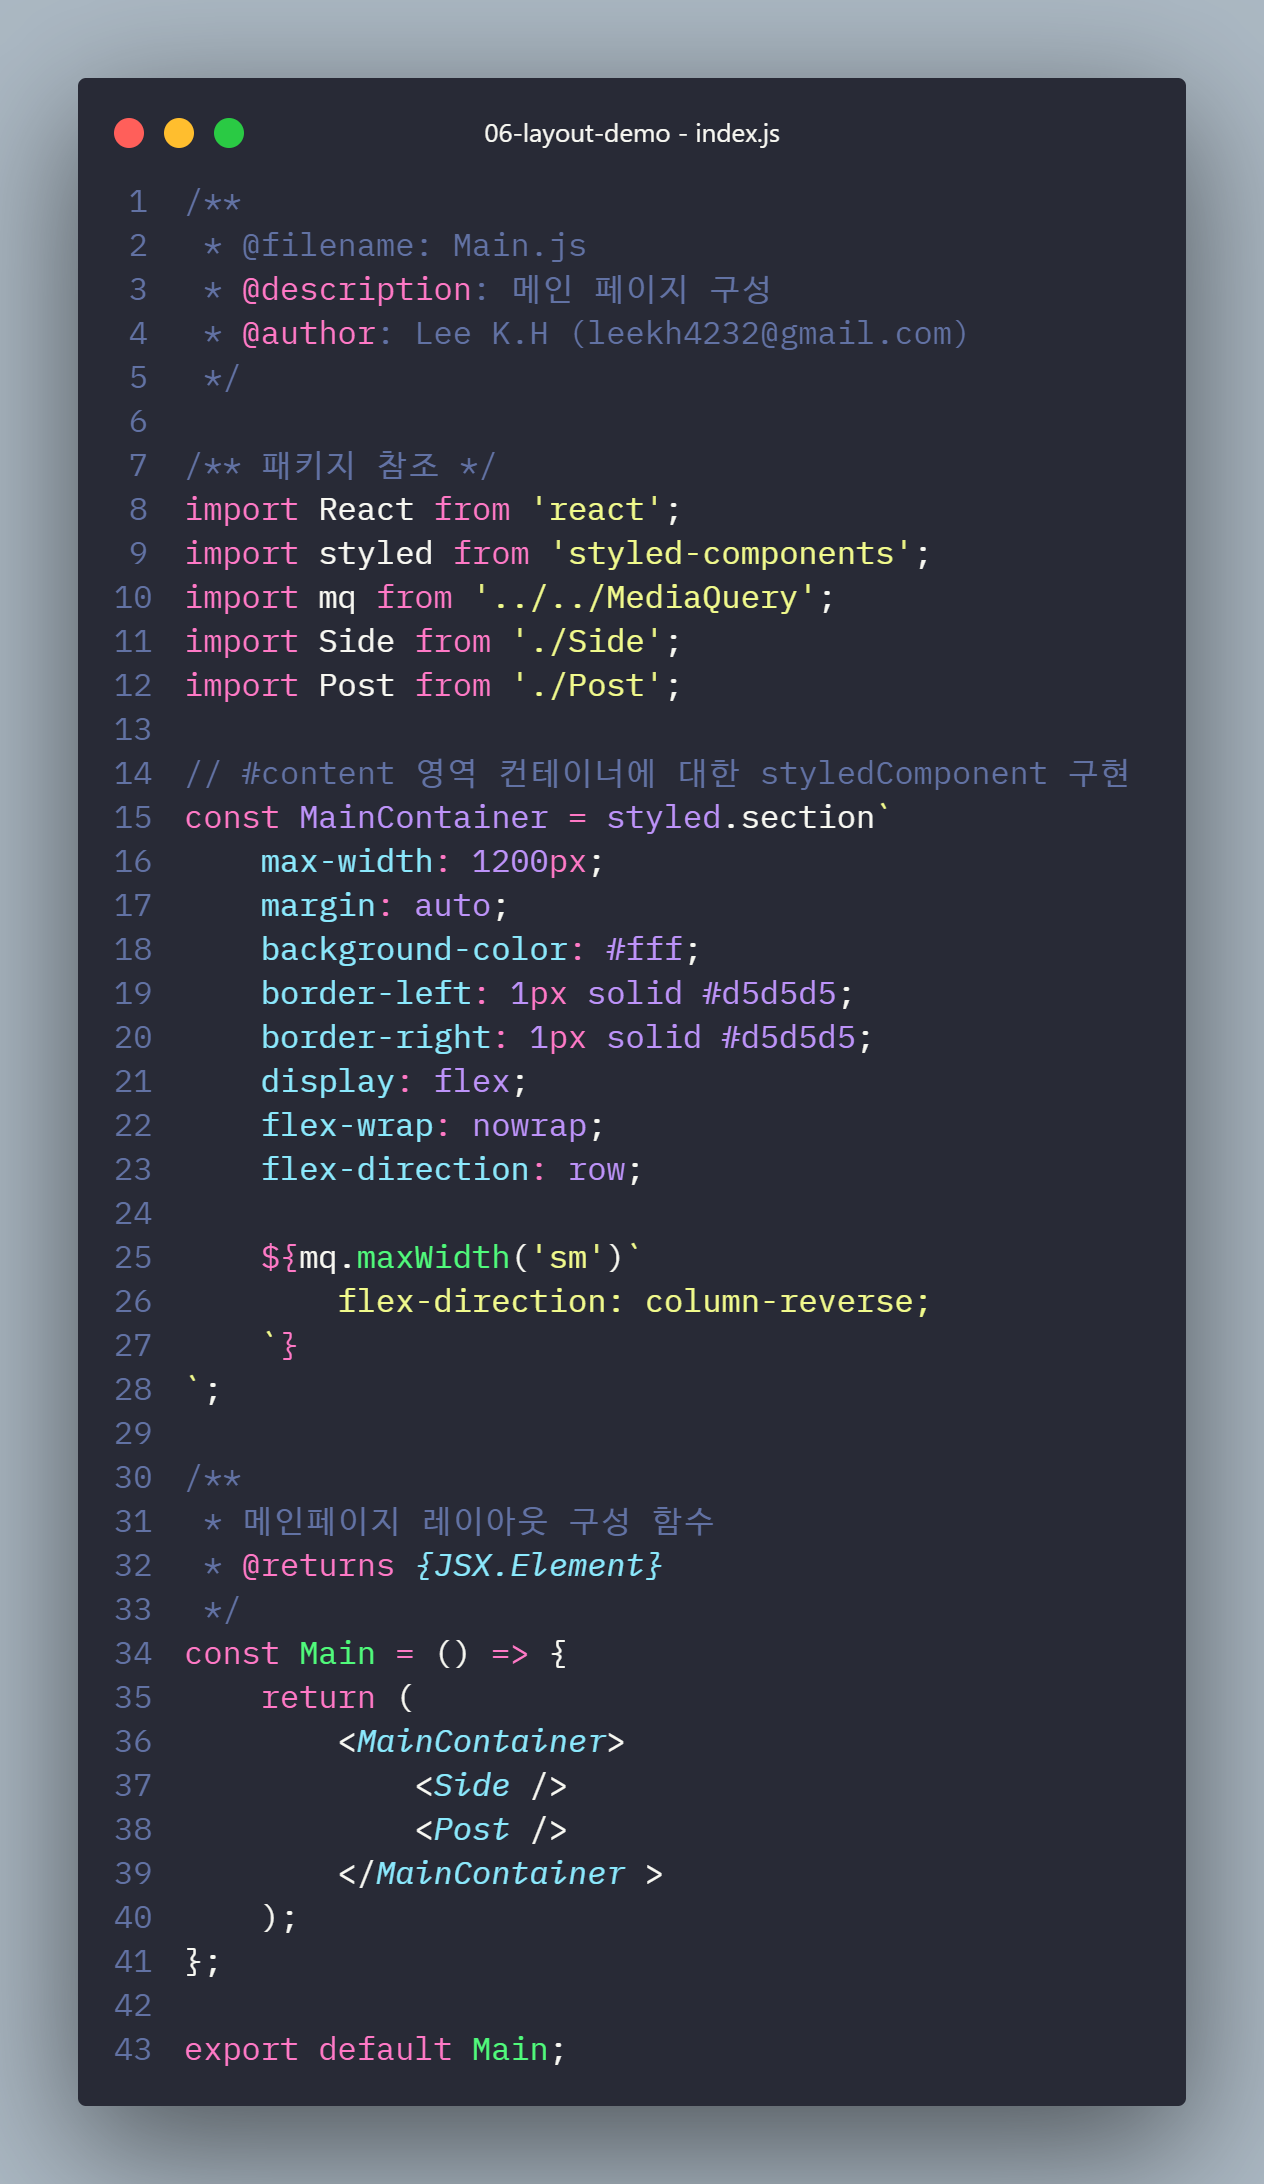 06-layout-demo - index.js
1 /**
2  * @filename: Main.js
3  * @description: 메인 페이지 구성
4  * @author: Lee K.H (leekh4232@gmail.com)
5  */
6
7 /** 패키지 참조 */
8 import React from 'react';
9 import styled from 'styled-components';
10 import mq from '../../MediaQuery';
11 import Side from './Side';
12 import Post from './Post';
13
14 // #content 영역 컨테이너에 대한 styledComponent 구현
15 const MainContainer = styled.section`
16     max-width: 1200px;
17     margin: auto;
18     background-color: #fff;
19     border-left: 1px solid #d5d5d5;
20     border-right: 1px solid #d5d5d5;
21     display: flex;
22     flex-wrap: nowrap;
23     flex-direction: row;
24
25     ${mq.maxWidth('sm')`
26         flex-direction: column-reverse;
27     `}
28 `;
29
30 /**
31  * 메인페이지 레이아웃 구성 함수
32  * @returns {JSX.Element}
33  */
34 const Main = () => {
35     return (
36         <MainContainer>
37             <Side />
38             <Post />
39         </MainContainer >
40     );
41 };
42
43 export default Main;